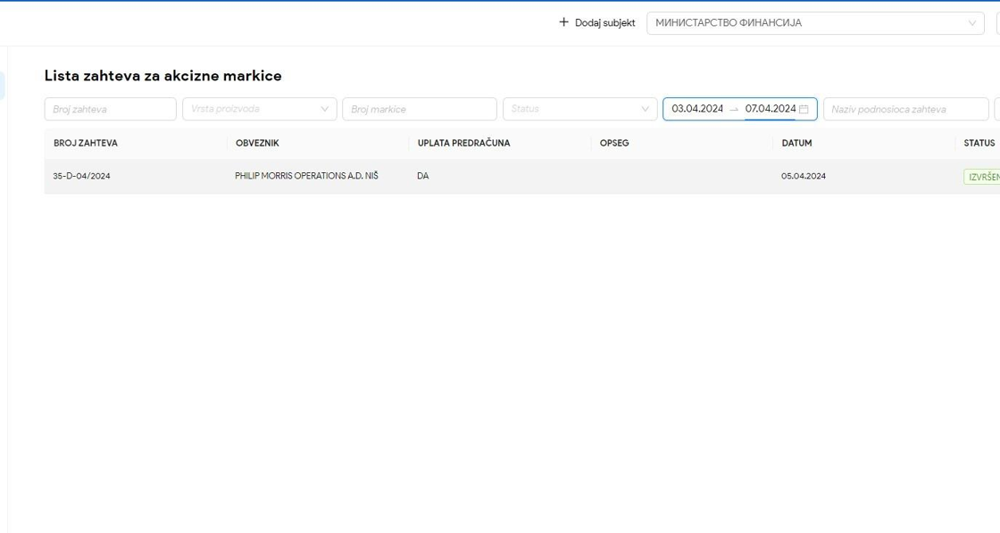 + Dodaj subjekt МИНИСТАРСТВО ФИНАНСИЈА
Lista zahteva za akcizne markice
Broj zahteva Vrsta proizvoda Broj markice Status 03.04.2024 → 07.04.2024 Naziv podnosioca zahteva
BROJ ZAHTEVA OBVEZNIK UPLATA PREDRAČUNA OPSEG DATUM STATUS
35-D-04/2024 PHILIP MORRIS OPERATIONS A.D. NIŠ DA 05.04.2024 IZVRŠEN